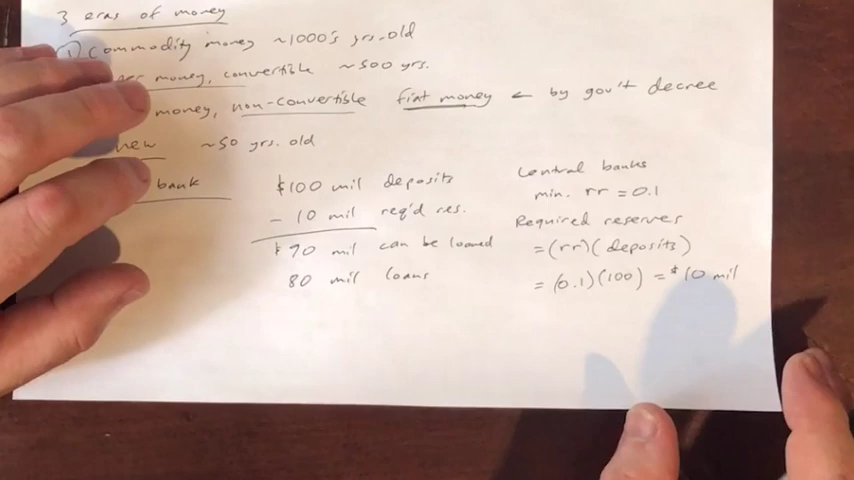 3 eras of money
① Commodity money ~1000's yrs. old
money, convertible ~500 yrs.
money, non-convertible fiat money ← by gov't decree
new ~50 yrs. old
bank
$100 mil deposits
- 10 mil req'd res.
$90 mil can be loaned
80 mil loans
Central banks
min. rr = 0.1
Required reserves
= (rr)(deposits)
= (0.1)(100) = $10 mil